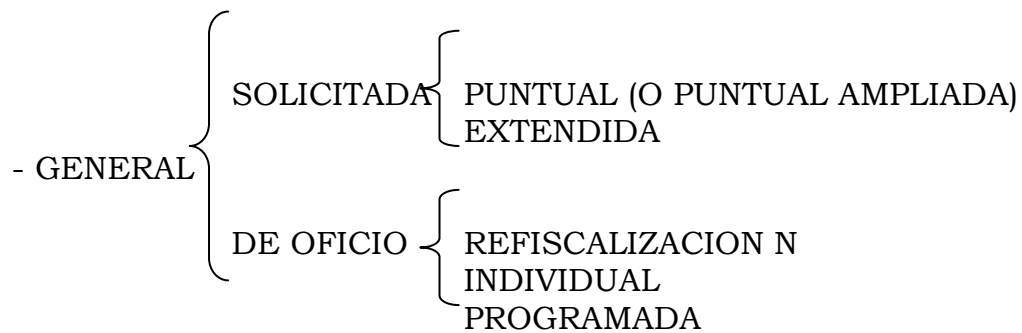 SOLICITADA PUNTUAL (O PUNTUAL AMPLIADA)
EXTENDIDA
- GENERAL
DE OFICIO REFISCALIZACION N
INDIVIDUAL
PROGRAMADA